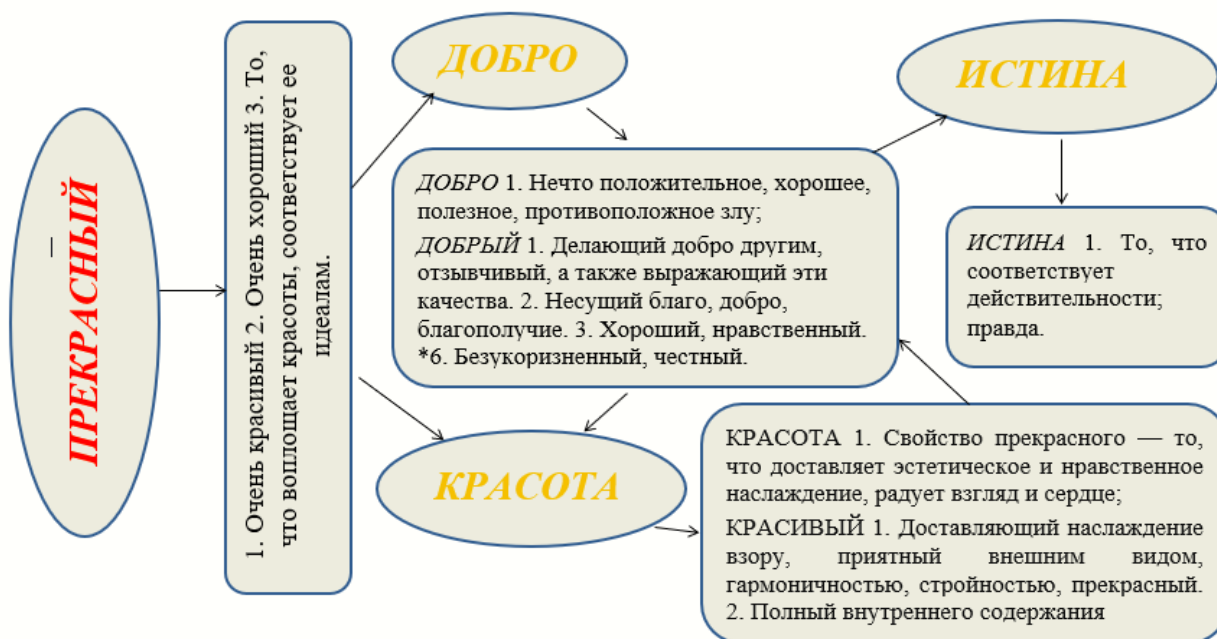 ПРЕКРАСНЫЙ
1. Очень красивый 2. Очень хороший 3. То,
что воплощает красоты, соответствует ее
идеалам.
ДОБРО
ДОБРО 1. Нечто положительное, хорошее,
полезное, противоположное злу;
ДОБРЫЙ 1. Делающий добро другим,
отзывчивый, а также выражающий эти
качества. 2. Несущий благо, добро,
благополучие. 3. Хороший, нравственный.
*6. Безукоризненный, честный.
ИСТИНА
ИСТИНА 1. То, что
соответствует
действительности;
правда.
КРАСОТА
КРАСОТА 1. Свойство прекрасного — то,
что доставляет эстетическое и нравственное
наслаждение, радует взгляд и сердце;
КРАСИВЫЙ 1. Доставляющий наслаждение
взору, приятный внешним видом,
гармоничностью, стройностью, прекрасный.
2. Полный внутреннего содержания